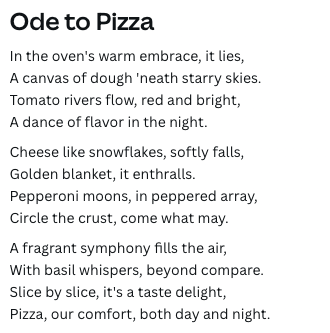 Ode to Pizza
In the oven's warm embrace, it lies,
A canvas of dough 'neath starry skies.
Tomato rivers flow, red and bright,
A dance of flavor in the night.
Cheese like snowflakes, softly falls,
Golden blanket, it enthralls.
Pepperoni moons, in peppered array,
Circle the crust, come what may.
A fragrant symphony fills the air,
With basil whispers, beyond compare.
Slice by slice, it's a taste delight,
Pizza, our comfort, both day and night.